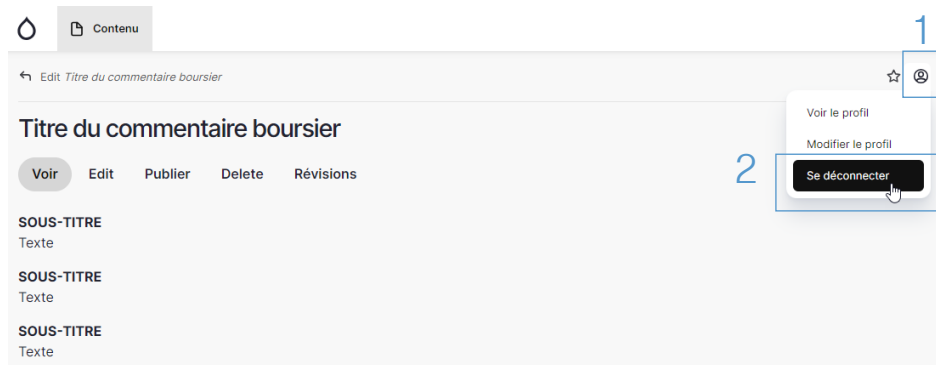 Contenu
1
Edit Titre du commentaire boursier
Voir le profil
Titre du commentaire boursier
Modifier le profil
2
Voir Edit Publier Delete Révisions
Se déconnecter
SOUS-TITRE
Texte
SOUS-TITRE
Texte
SOUS-TITRE
Texte